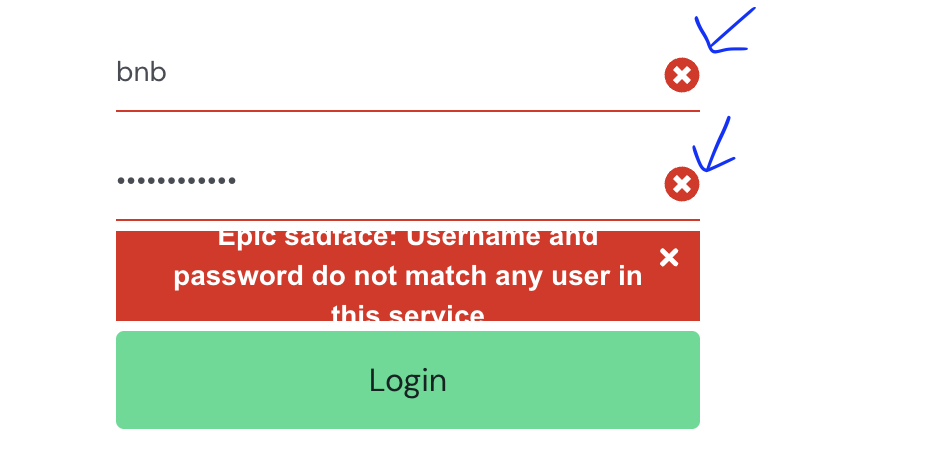 bnb
••••••••••••
Epic sadface: Username and
password do not match any user in
this service
Login